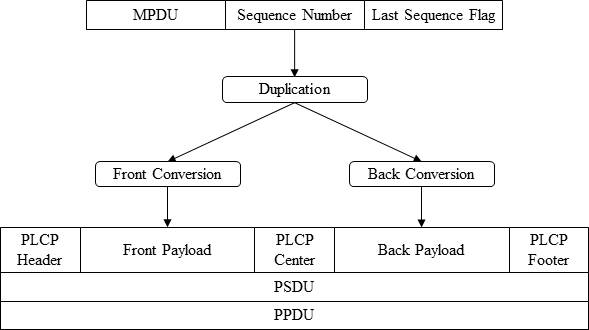 MPDU Sequence Number Last Sequence Flag
Duplication
Front Conversion Back Conversion
PLCP Header Front Payload PLCP Center Back Payload PLCP Footer
PSDU
PPDU